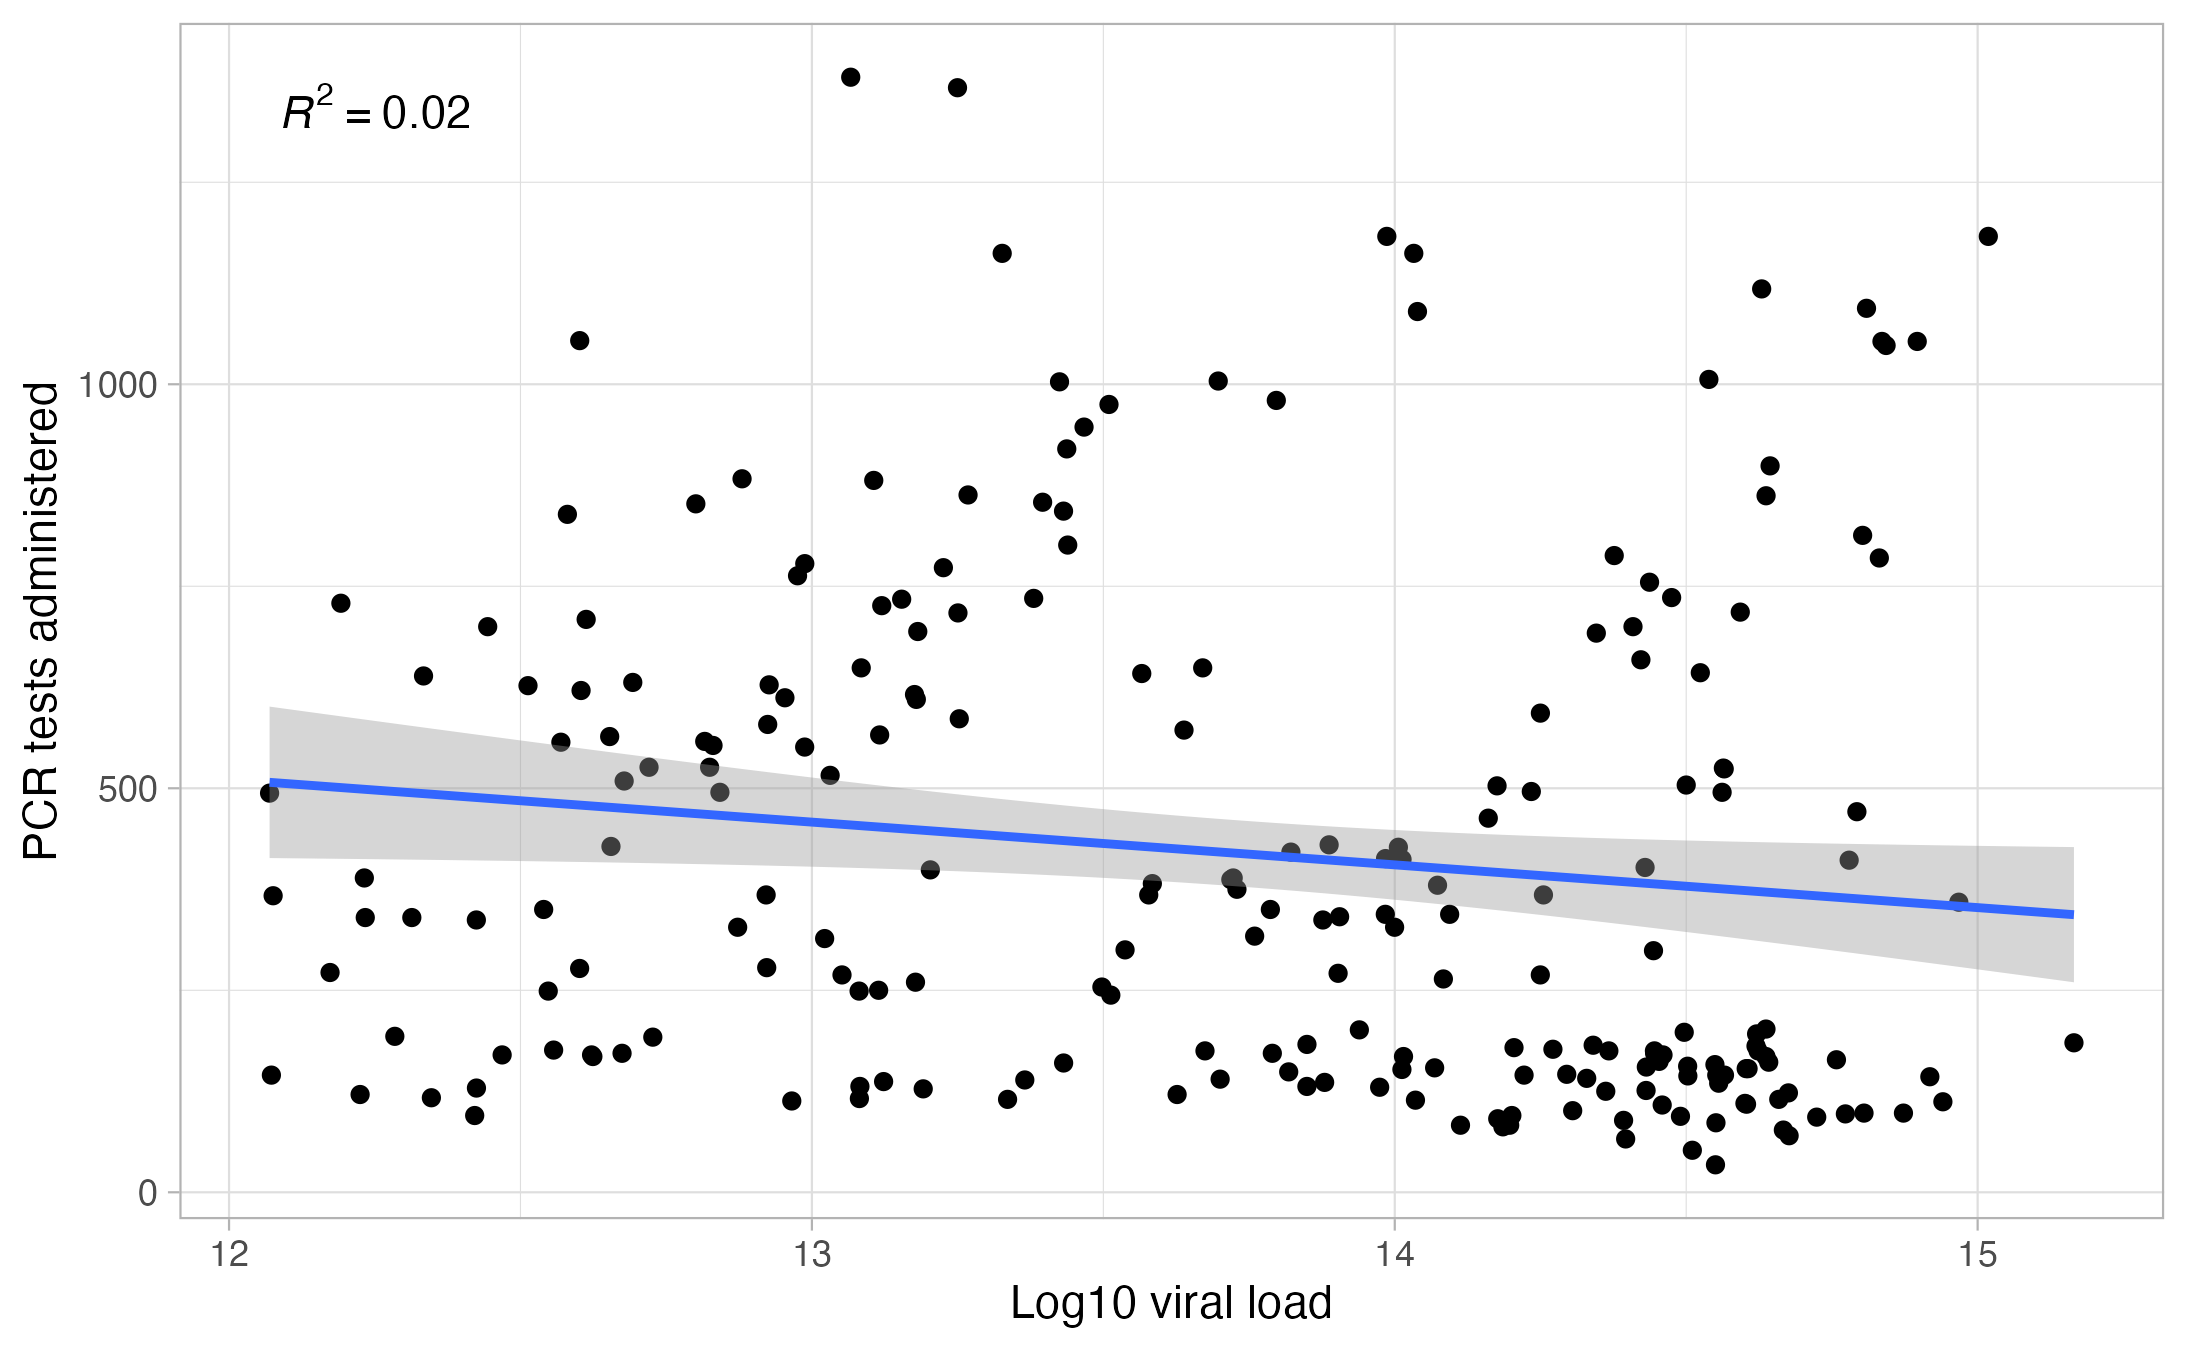 R² = 0.02
PCR tests administered
1000
500
0
12 13 14 15
Log10 viral load